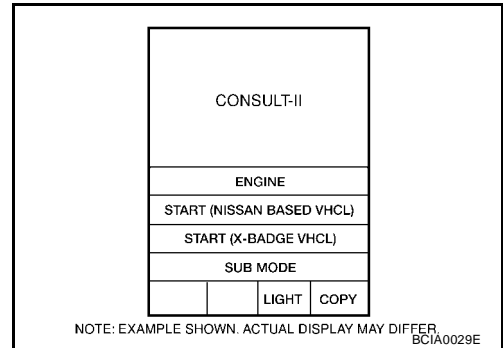 CONSULT-II
ENGINE
START (NISSAN BASED VHCL)
START (X-BADGE VHCL)
SUB MODE
LIGHT COPY
NOTE: EXAMPLE SHOWN. ACTUAL DISPLAY MAY DIFFER.
BCIA0029E